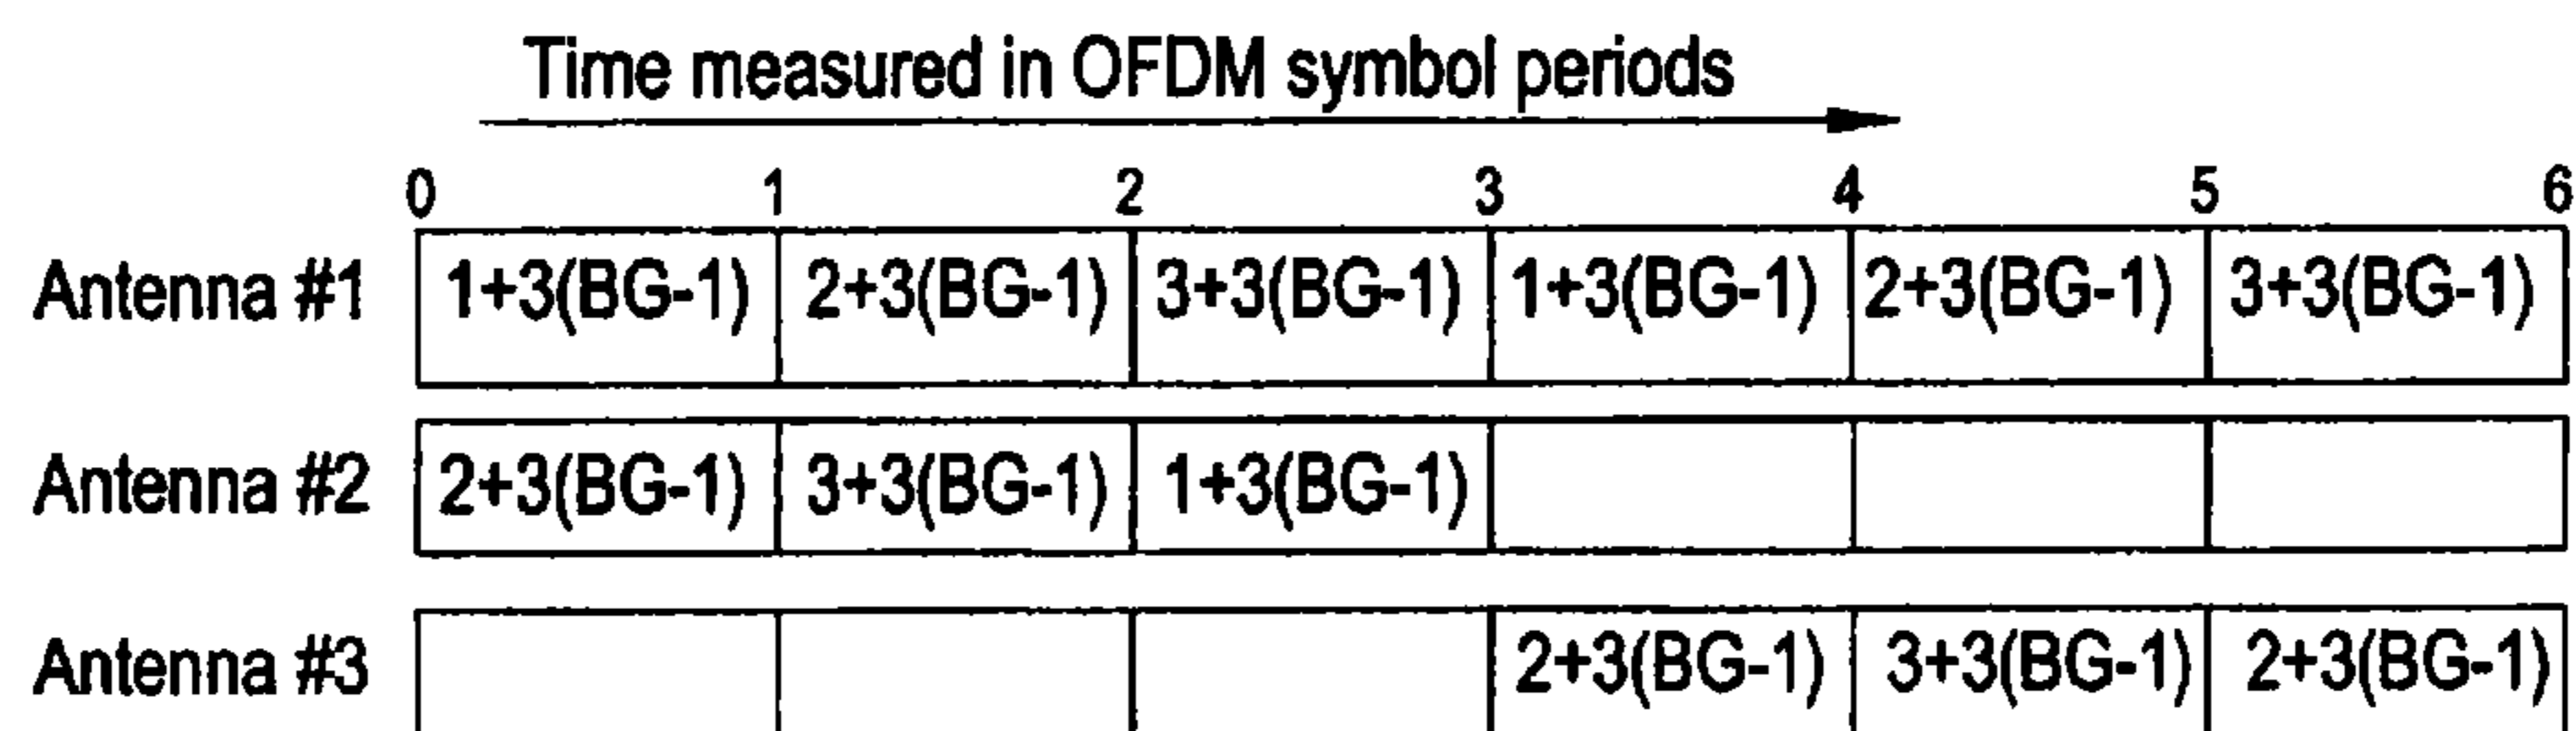 Time measured in OFDM symbol periods
0 1 2 3 4 5 6
Antenna #1 1+3(BG-1) 2+3(BG-1) 3+3(BG-1) 1+3(BG-1) 2+3(BG-1) 3+3(BG-1)
Antenna #2 2+3(BG-1) 3+3(BG-1) 1+3(BG-1)
Antenna #3 2+3(BG-1) 3+3(BG-1) 2+3(BG-1)